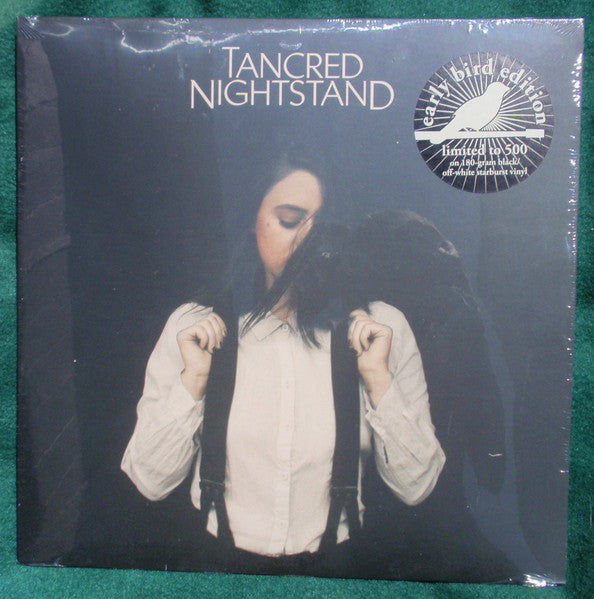 TANCRED
NIGHTSTAND
early bird edition
limited to 500
on 180-gram black/
off-white starburst vinyl